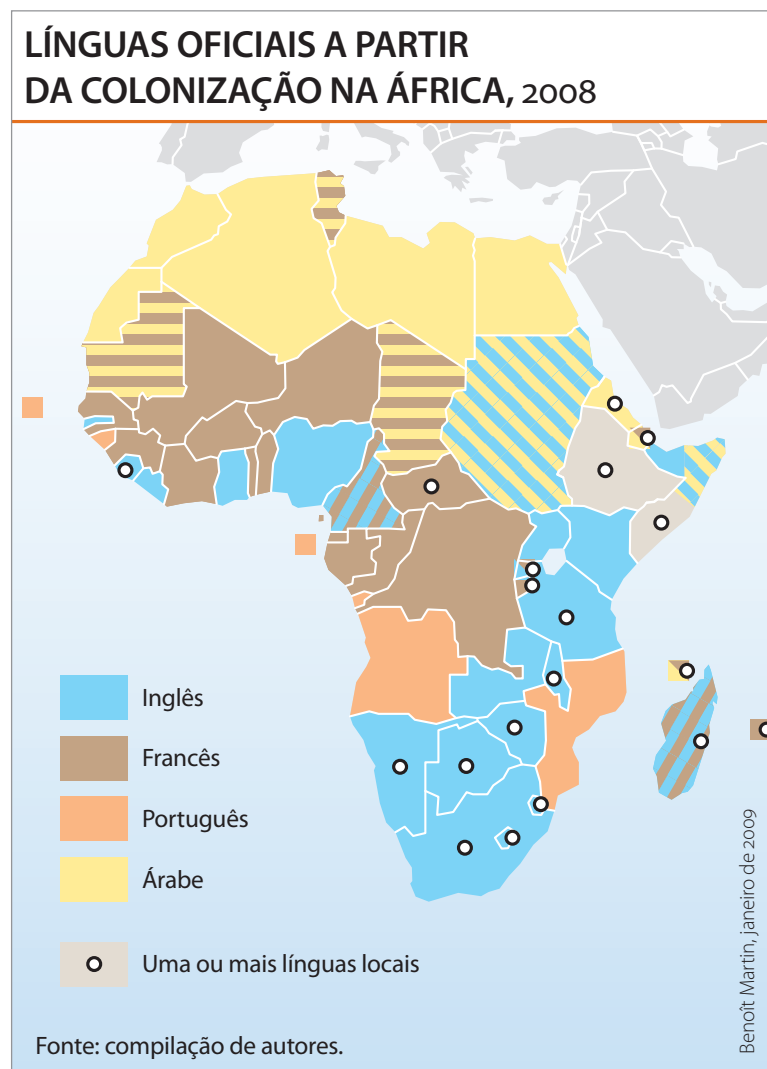 LÍNGUAS OFICIAIS A PARTIR
DA COLONIZAÇÃO NA ÁFRICA, 2008
Inglês
Francês
Português
Árabe
Uma ou mais línguas locais
Fonte: compilação de autores.
Benoît Martin, janeiro de 2009